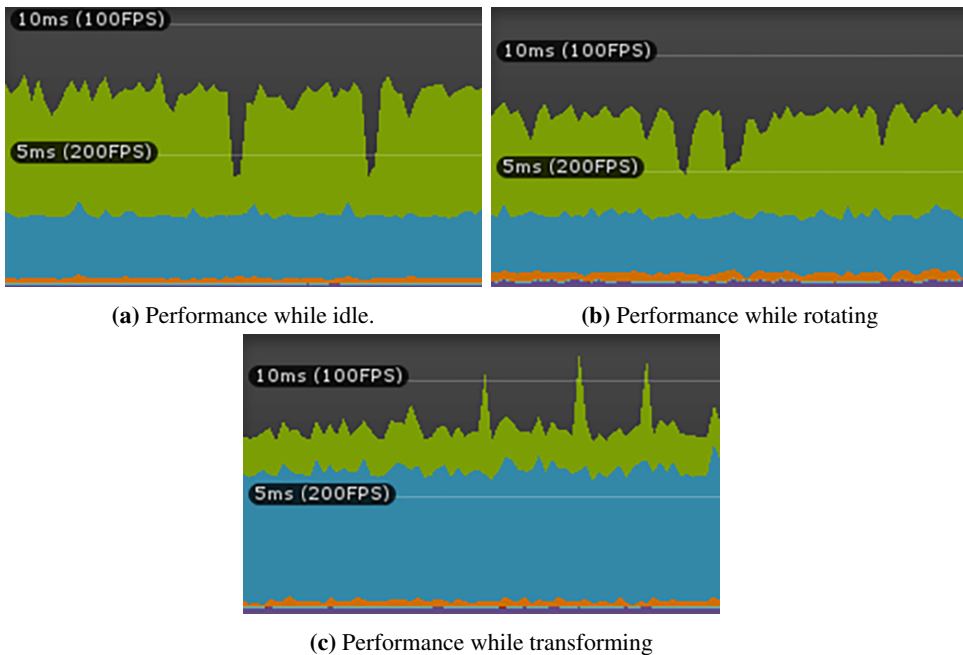 10ms (100FPS)
5ms (200FPS)
(a) Performance while idle.
10ms (100FPS)
5ms (200FPS)
(b) Performance while rotating
10ms (100FPS)
5ms (200FPS)
(c) Performance while transforming